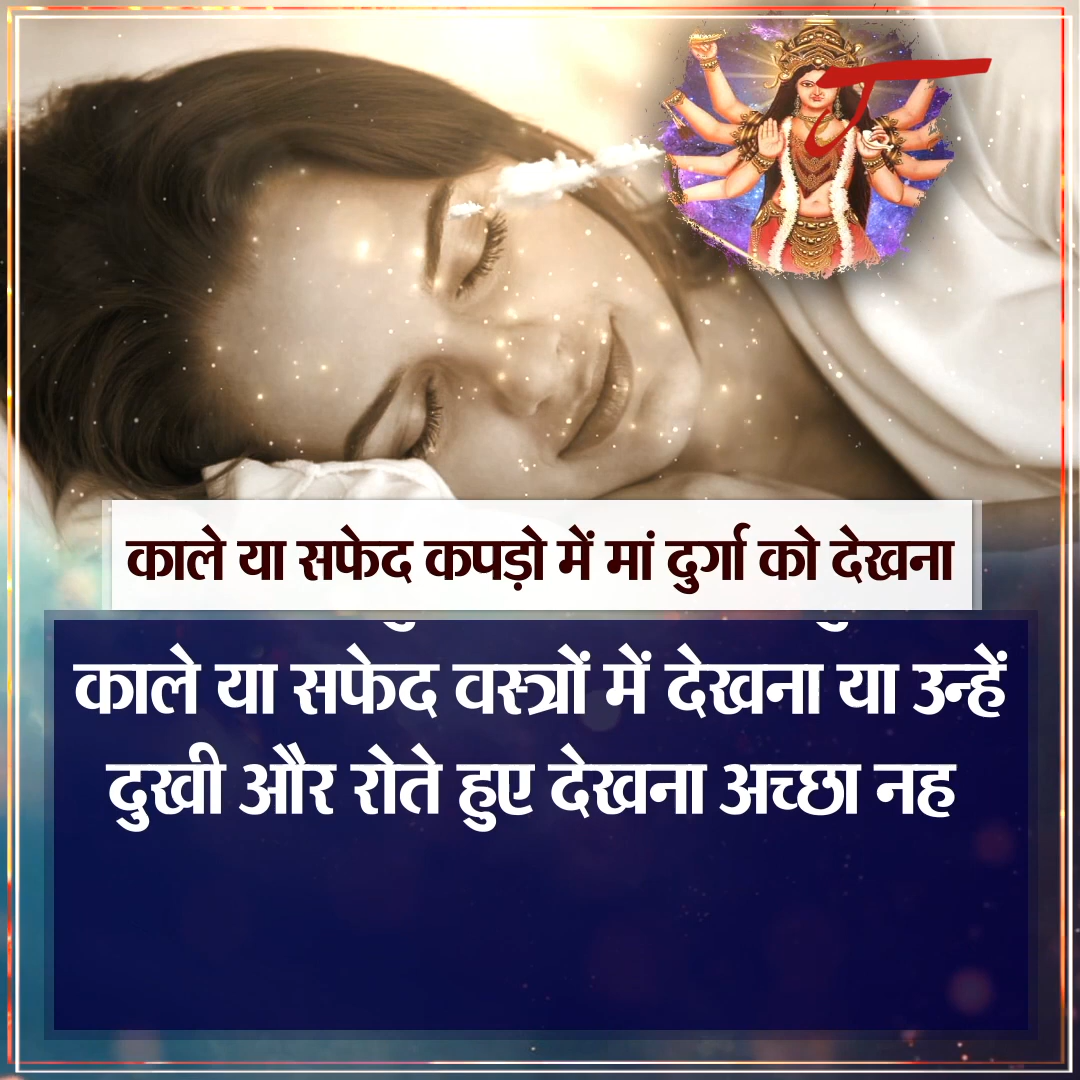 काले या सफेद कपड़ो में मां दुर्गा को देखना
काले या सफेद वस्त्रों में देखना या उन्हें
दुखी और रोते हुए देखना अच्छा नह